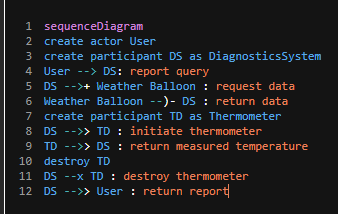 1 sequenceDiagram
2 create actor User
3 create participant DS as DiagnosticsSystem
4 User --> DS: report query
5 DS -->+ Weather Balloon : request data
6 Weather Balloon --)- DS : return data
7 create participant TD as Thermometer
8 DS -->> TD : initiate thermometer
9 TD -->> DS : return measured temperature
10 destroy TD
11 DS --x TD : destroy thermometer
12 DS -->> User : return report